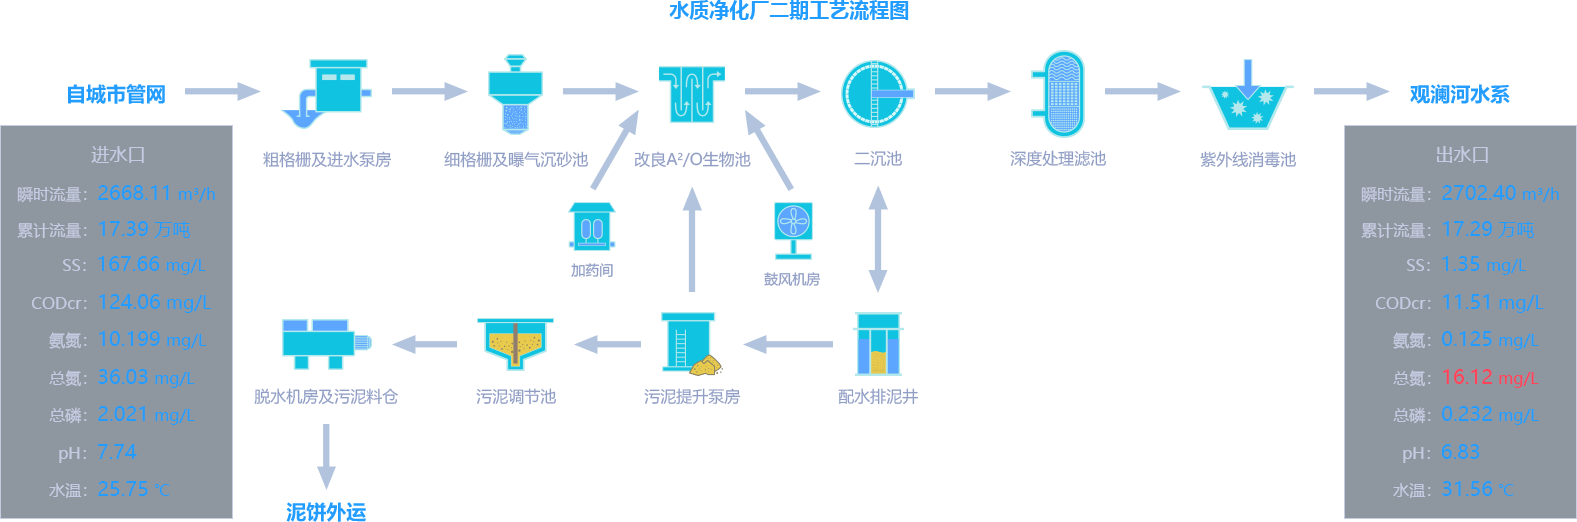 水质净化厂二期工艺流程图
自城市管网
观澜河水系
粗格栅及进水泵房
细格栅及曝气沉砂池
改良A²/O生物池
二沉池
深度处理滤池
紫外线消毒池
加药间
鼓风机房
脱水机房及污泥料仓
污泥调节池
污泥提升泵房
配水排泥井
泥饼外运
进水口
瞬时流量：2668.11 m³/h
累计流量：17.39 万吨
SS：167.66 mg/L
CODcr：124.06 mg/L
氨氮：10.199 mg/L
总氮：36.03 mg/L
总磷：2.021 mg/L
pH：7.74
水温：25.75 ℃
出水口
瞬时流量：2702.40 m³/h
累计流量：17.29 万吨
SS：1.35 mg/L
CODcr：11.51 mg/L
氨氮：0.125 mg/L
总氮：16.12 mg/L
总磷：0.232 mg/L
pH：6.83
水温：31.56 ℃